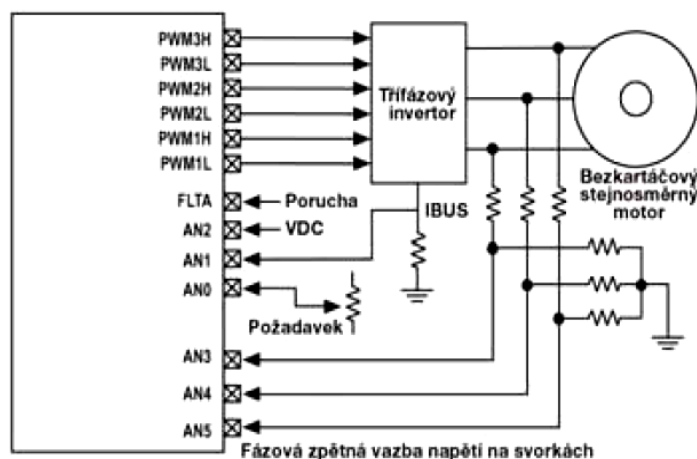 PWM3H
PWM3L
PWM2H
PWM2L
PWM1H
PWM1L
FLTA
AN2
AN1
AN0
AN3
AN4
AN5
Třífázový
invertor
Porucha
VDC
IBUS
Požadavek
Bezkartáčový
stejnosměrný
motor
Fázová zpětná vazba napětí na svorkách